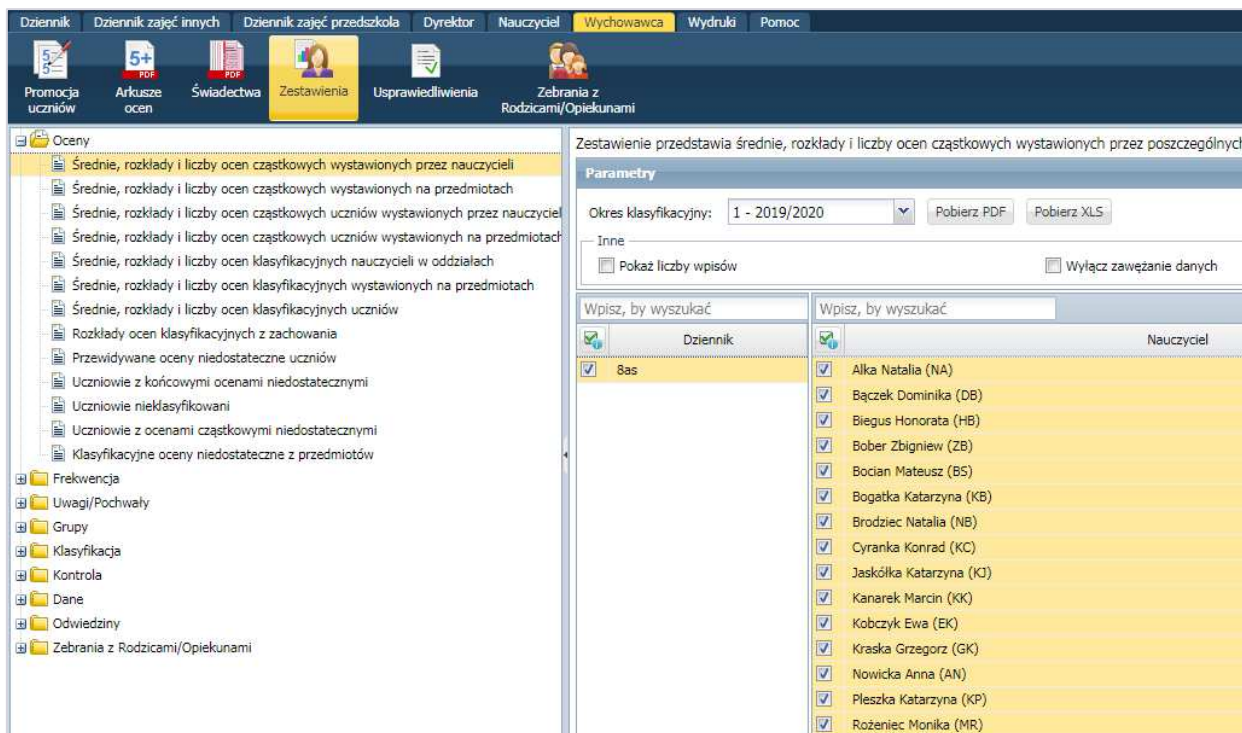 Dziennik Dziennik zajęć innych Dziennik zajęć przedszkola Dyrektor Nauczyciel Wychowawca Wydruki Pomoc
5+
PDF
PDF
Promocja uczniów
Arkusze ocen
Świadectwa
Zestawienia
Usprawiedliwienia
Zebrania z Rodzicami/Opiekunami
Oceny
Średnie, rozkłady i liczby ocen cząstkowych wystawionych przez nauczycieli
Średnie, rozkłady i liczby ocen cząstkowych wystawionych na przedmiotach
Średnie, rozkłady i liczby ocen cząstkowych uczniów wystawionych przez nauczyciel
Średnie, rozkłady i liczby ocen cząstkowych uczniów wystawionych na przedmiotach
Średnie, rozkłady i liczby ocen klasyfikacyjnych nauczycieli w oddziałach
Średnie, rozkłady i liczby ocen klasyfikacyjnych wystawionych na przedmiotach
Średnie, rozkłady i liczby ocen klasyfikacyjnych uczniów
Rozkłady ocen klasyfikacyjnych z zachowania
Przewidywane oceny niedostateczne uczniów
Uczniowie z końcowymi ocenami niedostatecznymi
Uczniowie nieklasyfikowani
Uczniowie z ocenami cząstkowymi niedostatecznymi
Klasyfikacyjne oceny niedostateczne z przedmiotów
Frekwencja
Uwagi/Pochwały
Grupy
Klasyfikacja
Kontrola
Dane
Odwiedziny
Zebrania z Rodzicami/Opiekunami
Zestawienie przedstawia średnie, rozkłady i liczby ocen cząstkowych wystawionych przez poszczególnych
Parametry
Okres klasyfikacyjny: 1 - 2019/2020 Pobierz PDF Pobierz XLS
Inne
Pokaż liczby wpisów Wyłącz zawężanie danych
Wpisz, by wyszukać Wpisz, by wyszukać
Dziennik Nauczyciel
8as
Alka Natalia (NA)
Bączek Dominika (DB)
Biegus Honorata (HB)
Bober Zbigniew (ZB)
Bocian Mateusz (BS)
Bogatka Katarzyna (KB)
Brodziec Natalia (NB)
Cyranka Konrad (KC)
Jaskółka Katarzyna (KJ)
Kanarek Marcin (KK)
Kobczyk Ewa (EK)
Kraska Grzegorz (GK)
Nowicka Anna (AN)
Pleszka Katarzyna (KP)
Rożeniec Monika (MR)